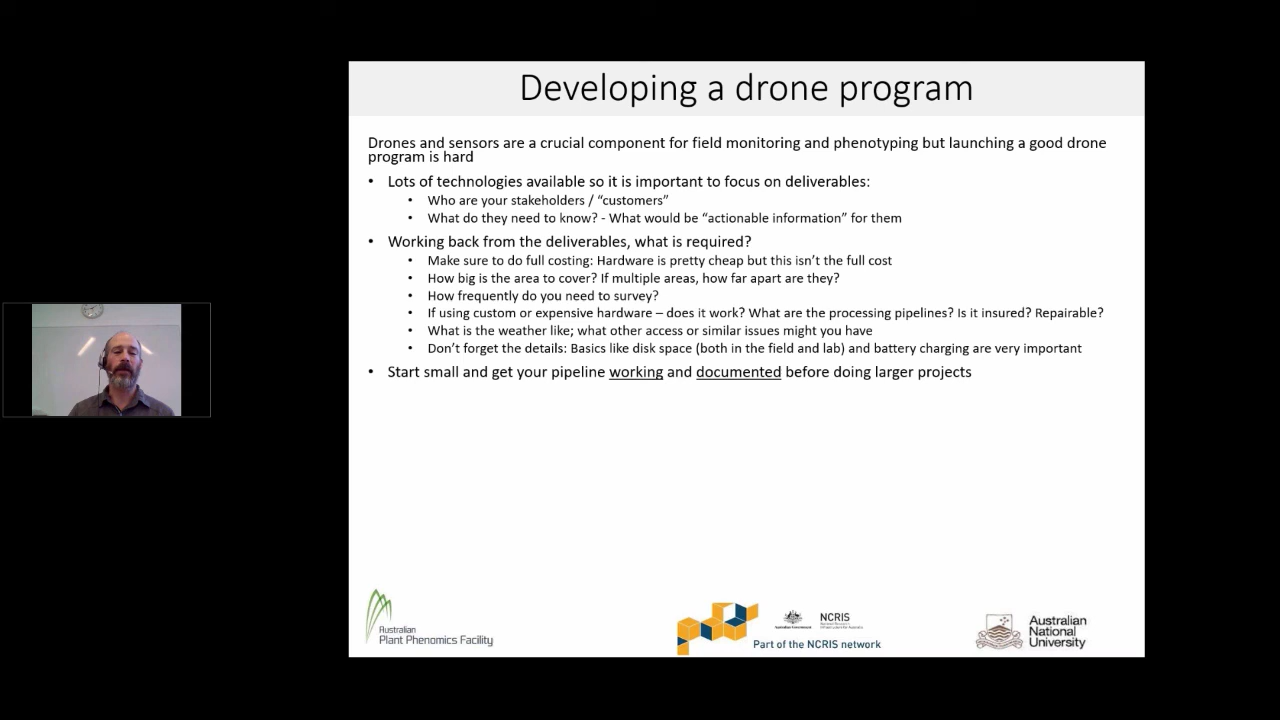 Developing a drone program
Drones and sensors are a crucial component for field monitoring and phenotyping but launching a good drone
program is hard
• Lots of technologies available so it is important to focus on deliverables:
• Who are your stakeholders / “customers”
• What do they need to know? - What would be “actionable information” for them
• Working back from the deliverables, what is required?
• Make sure to do full costing: Hardware is pretty cheap but this isn’t the full cost
• How big is the area to cover? If multiple areas, how far apart are they?
• How frequently do you need to survey?
• If using custom or expensive hardware – does it work? What are the processing pipelines? Is it insured? Repairable?
• What is the weather like; what other access or similar issues might you have
• Don’t forget the details: Basics like disk space (both in the field and lab) and battery charging are very important
• Start small and get your pipeline working and documented before doing larger projects
Australian
Plant Phenomics Facility
NCRIS
Part of the NCRIS network
Australian
National
University